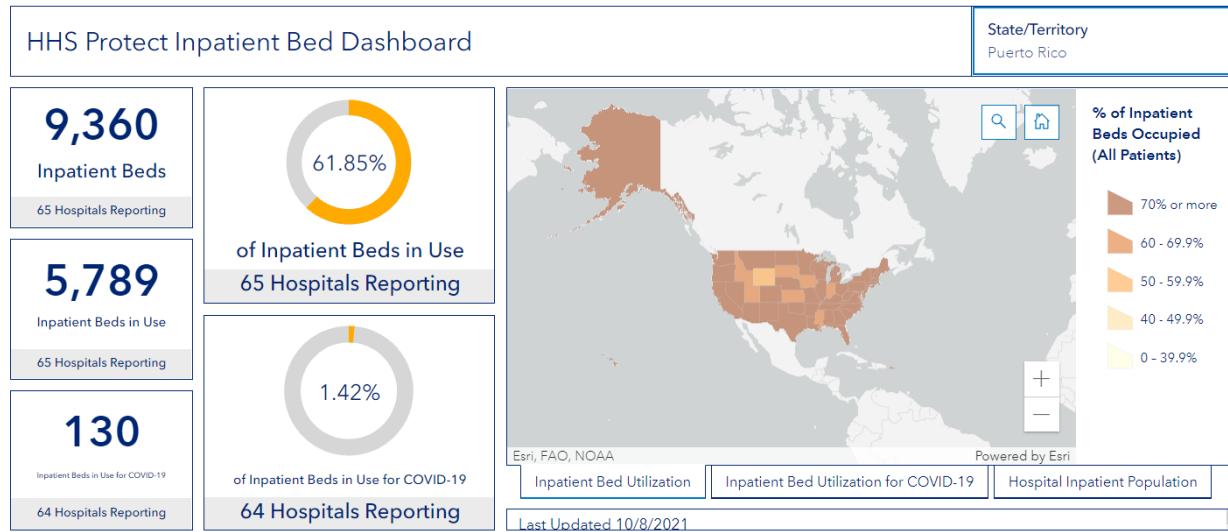 HHS Protect Inpatient Bed Dashboard
State/Territory
Puerto Rico
9,360
Inpatient Beds
65 Hospitals Reporting
5,789
Inpatient Beds in Use
65 Hospitals Reporting
130
Inpatient Beds in Use for COVID-19
64 Hospitals Reporting
61.85%
of Inpatient Beds in Use
65 Hospitals Reporting
1.42%
of Inpatient Beds in Use for COVID-19
64 Hospitals Reporting
Esri, FAO, NOAA
Powered by Esri
% of Inpatient
Beds Occupied
(All Patients)
70% or more
60 - 69.9%
50 - 59.9%
40 - 49.9%
0 - 39.9%
Inpatient Bed Utilization
Inpatient Bed Utilization for COVID-19
Hospital Inpatient Population
Last Updated 10/8/2021